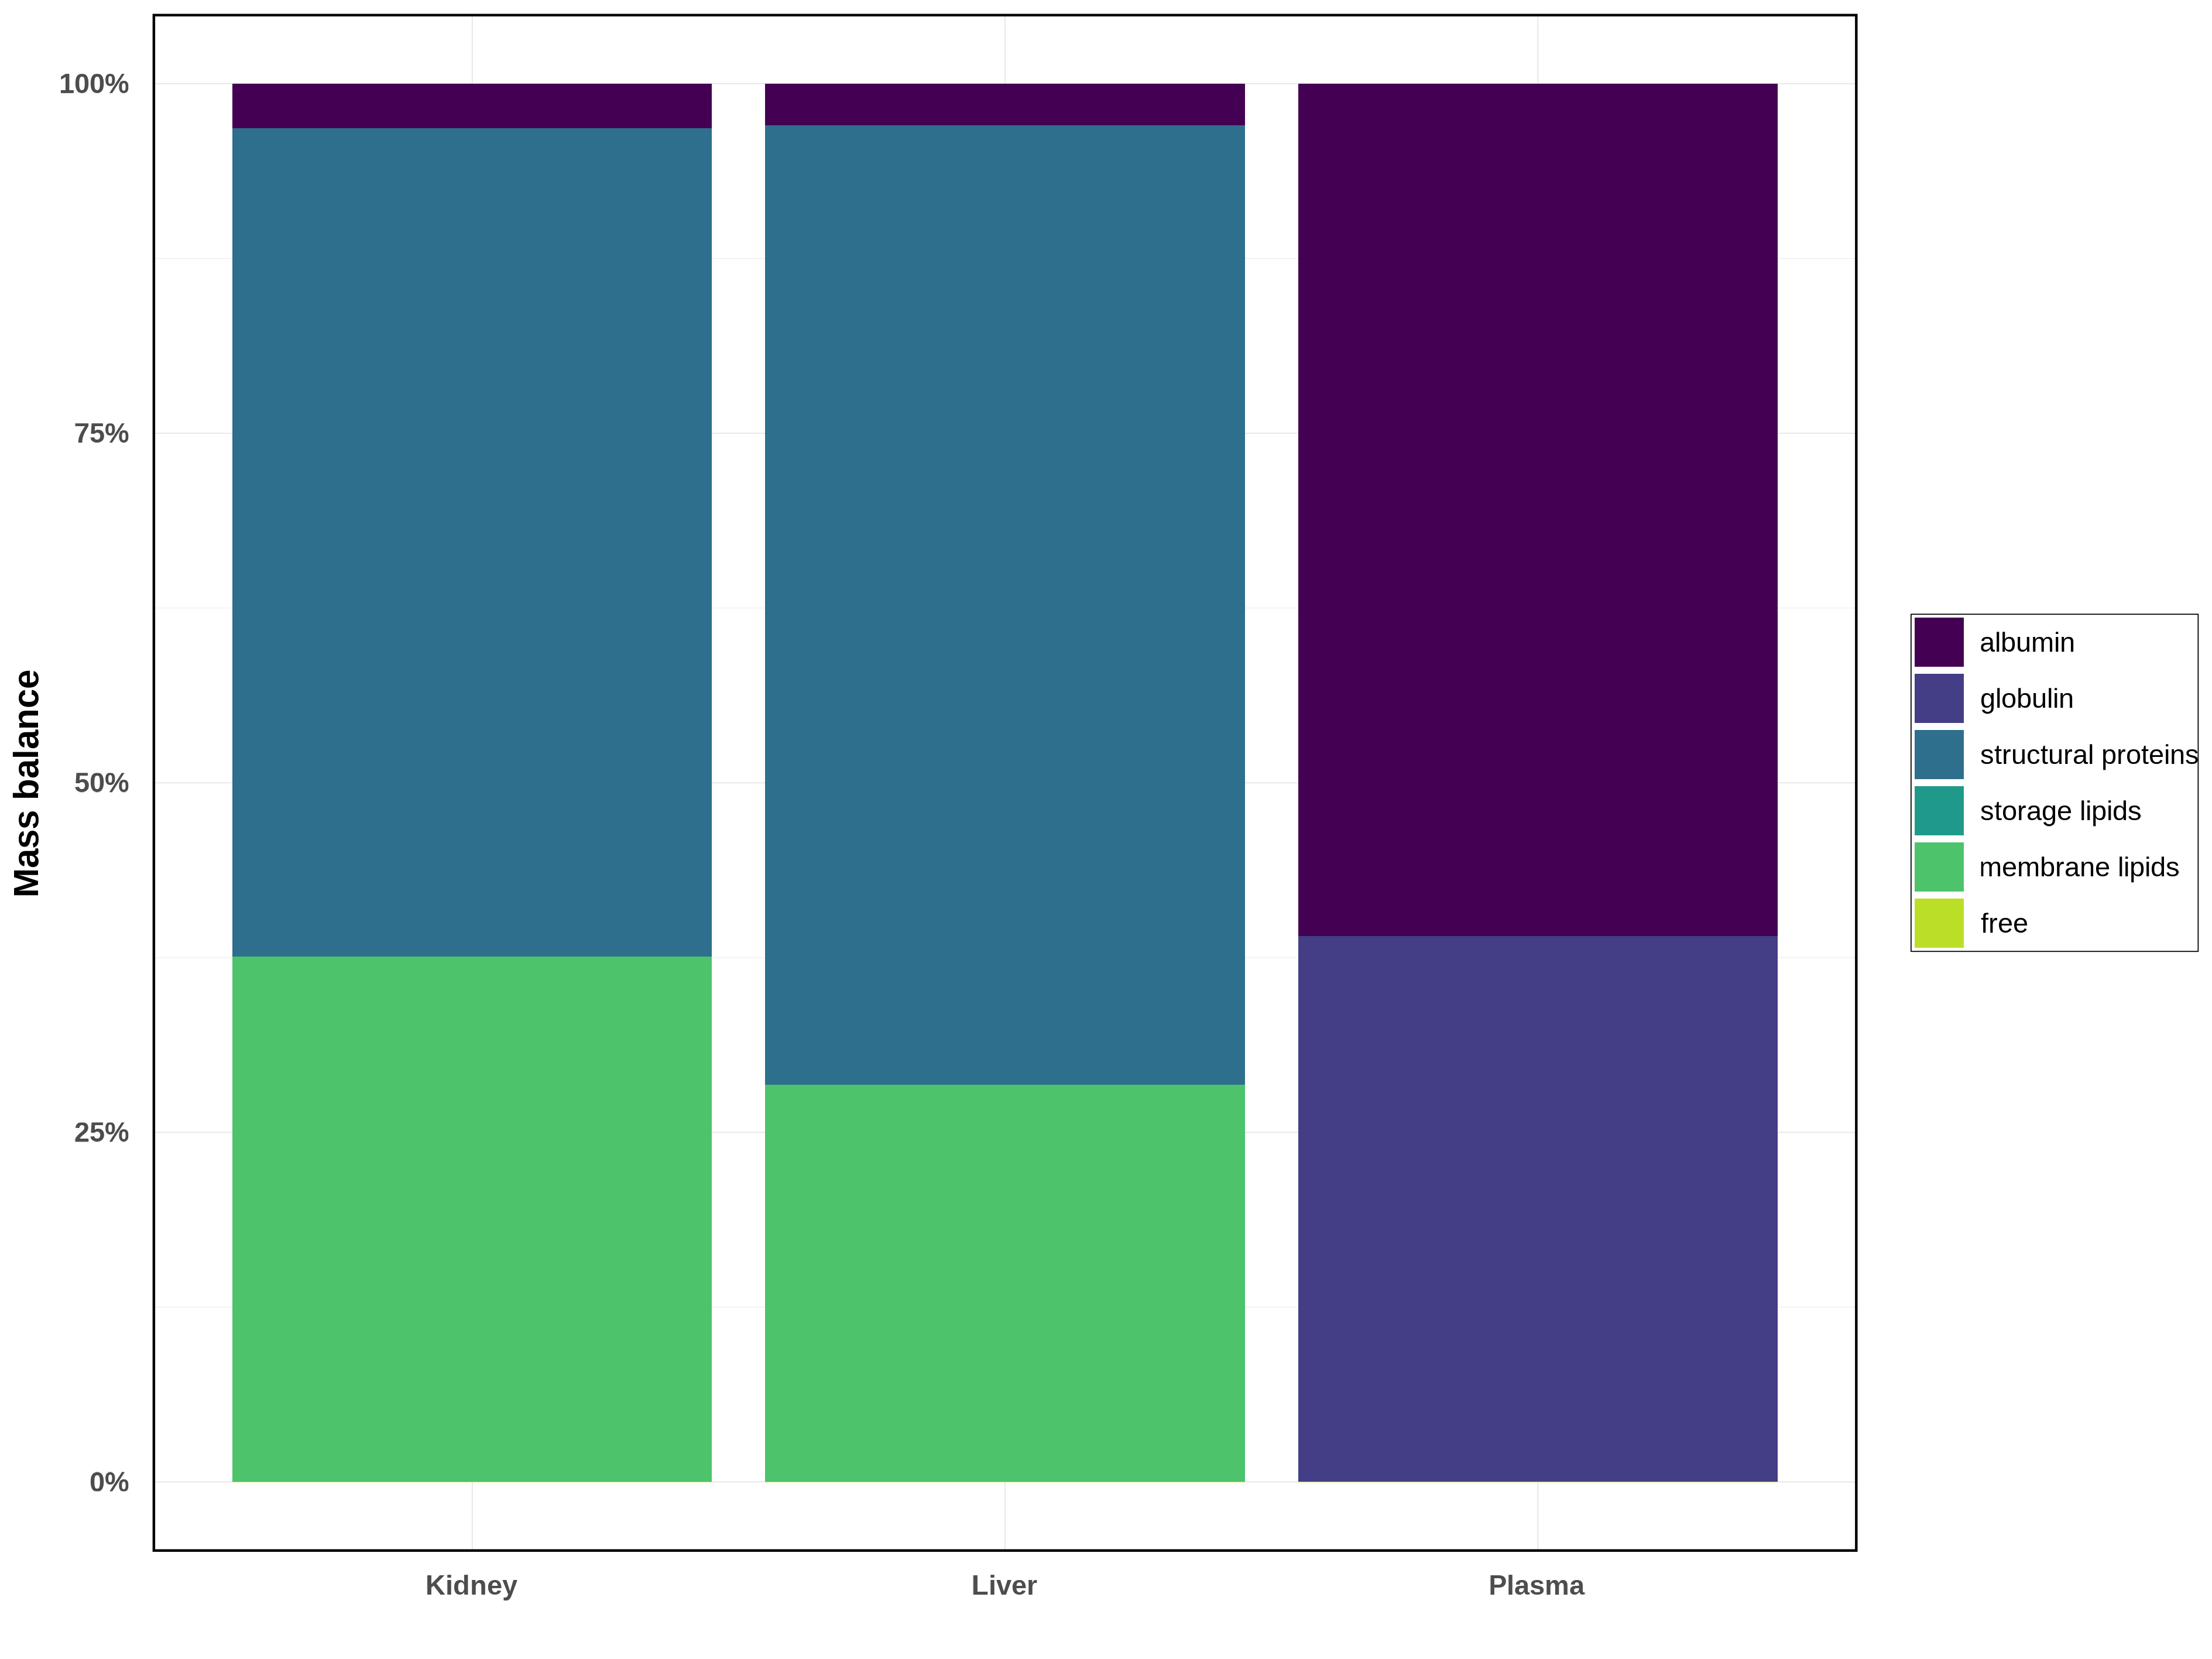 Mass balance
100%
75%
50%
25%
0%
Kidney
Liver
Plasma
albumin
globulin
structural proteins
storage lipids
membrane lipids
free